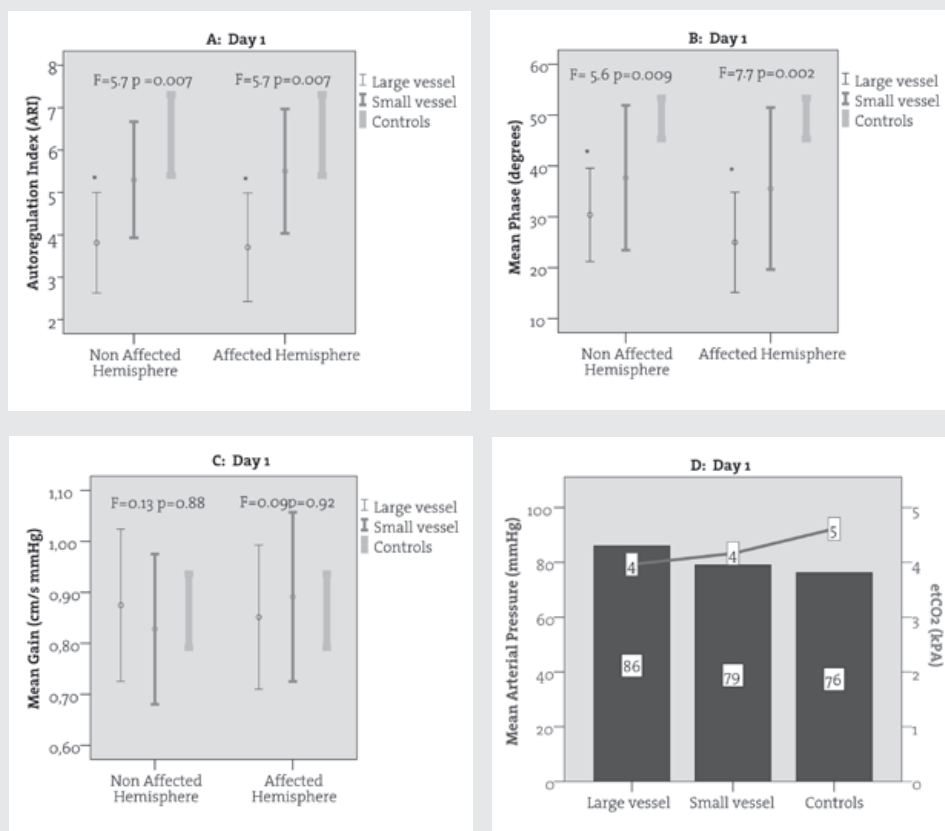 A: Day 1
F=5.7 p =0.007 F=5.7 p=0.007
Large vessel
Small vessel
Controls
Autoregulation Index (ARI)
8
7
6
5
4
3
2
* *
Non Affected
Hemisphere
Affected Hemisphere
B: Day 1
F= 5.6 p=0.009 F=7.7 p=0.002
Large vessel
Small vessel
Controls
Mean Phase (degrees)
60
50
40
30
20
10
* *
Non Affected
Hemisphere
Affected Hemisphere
C: Day 1
F=0.13 p=0.88 F=0.09p=0.92
Large vessel
Small vessel
Controls
Mean Gain (cm/s mmHg)
1,10
1,00
0,90
0,80
0,70
0,60
Non Affected
Hemisphere
Affected
Hemisphere
D: Day 1
Mean Arterial Pressure (mmHg)
100
80
60
40
20
0
4 4 5
86 79 76
5
4
3
2
1
0
etCO2 (kPA)
Large vessel Small vessel Controls